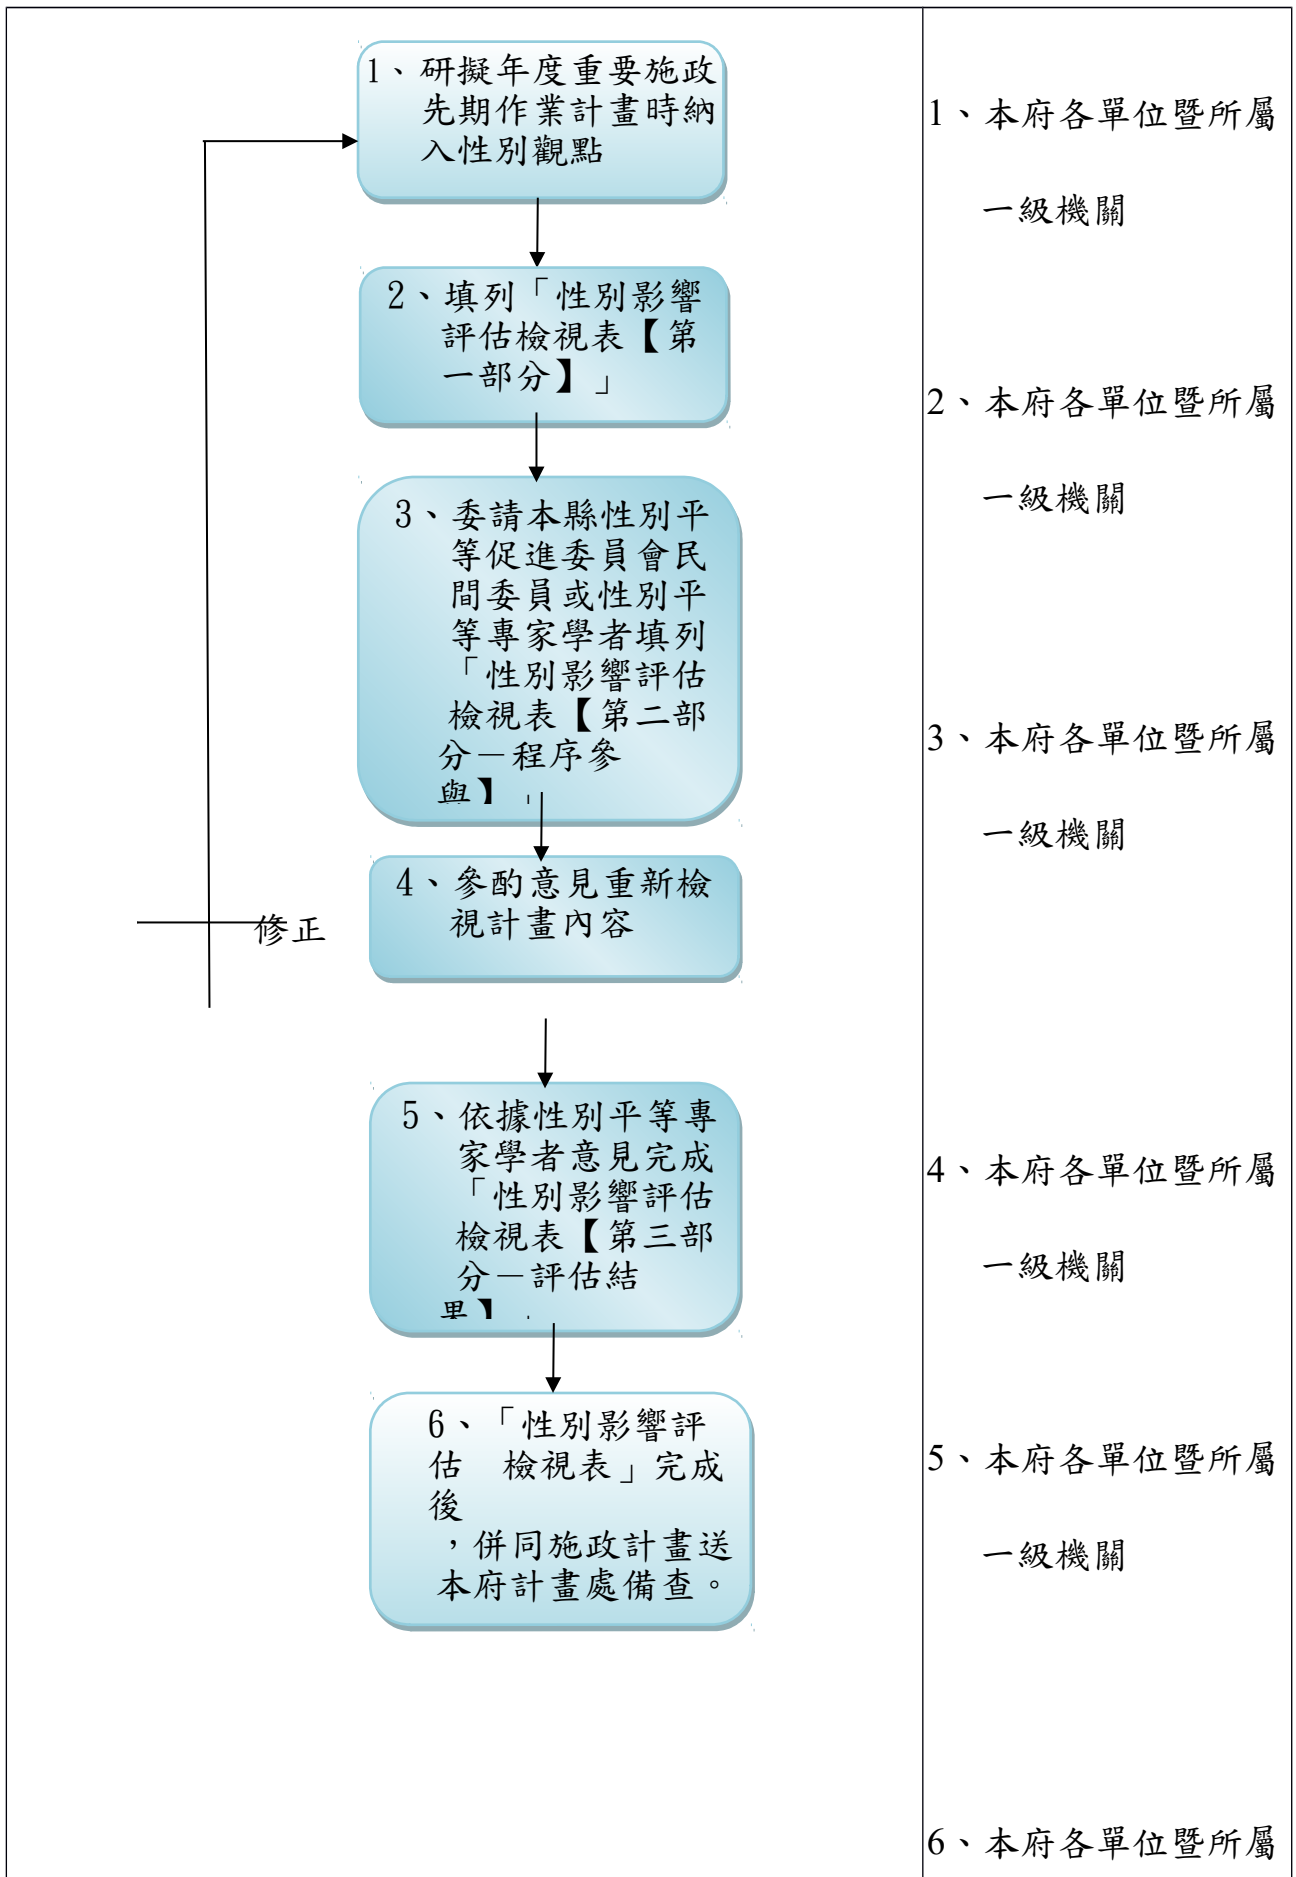 1、研擬年度重要施政
先期作業計畫時納
入性別觀點
2、填列「性別影響
評估檢視表【第
一部分】」
3、委請本縣性別平
等促進委員會民
間委員或性別平
等專家學者填列
「性別影響評估
檢視表【第二部
分－程序參
與】
4、參酌意見重新檢
視計畫內容
修正
5、依據性別平等專
家學者意見完成
「性別影響評估
檢視表【第三部
分－評估結
果】
6、「性別影響評
估　檢視表」完成
後
，併同施政計畫送
本府計畫處備查。
1、本府各單位暨所屬
一級機關
2、本府各單位暨所屬
一級機關
3、本府各單位暨所屬
一級機關
4、本府各單位暨所屬
一級機關
5、本府各單位暨所屬
一級機關
6、本府各單位暨所屬